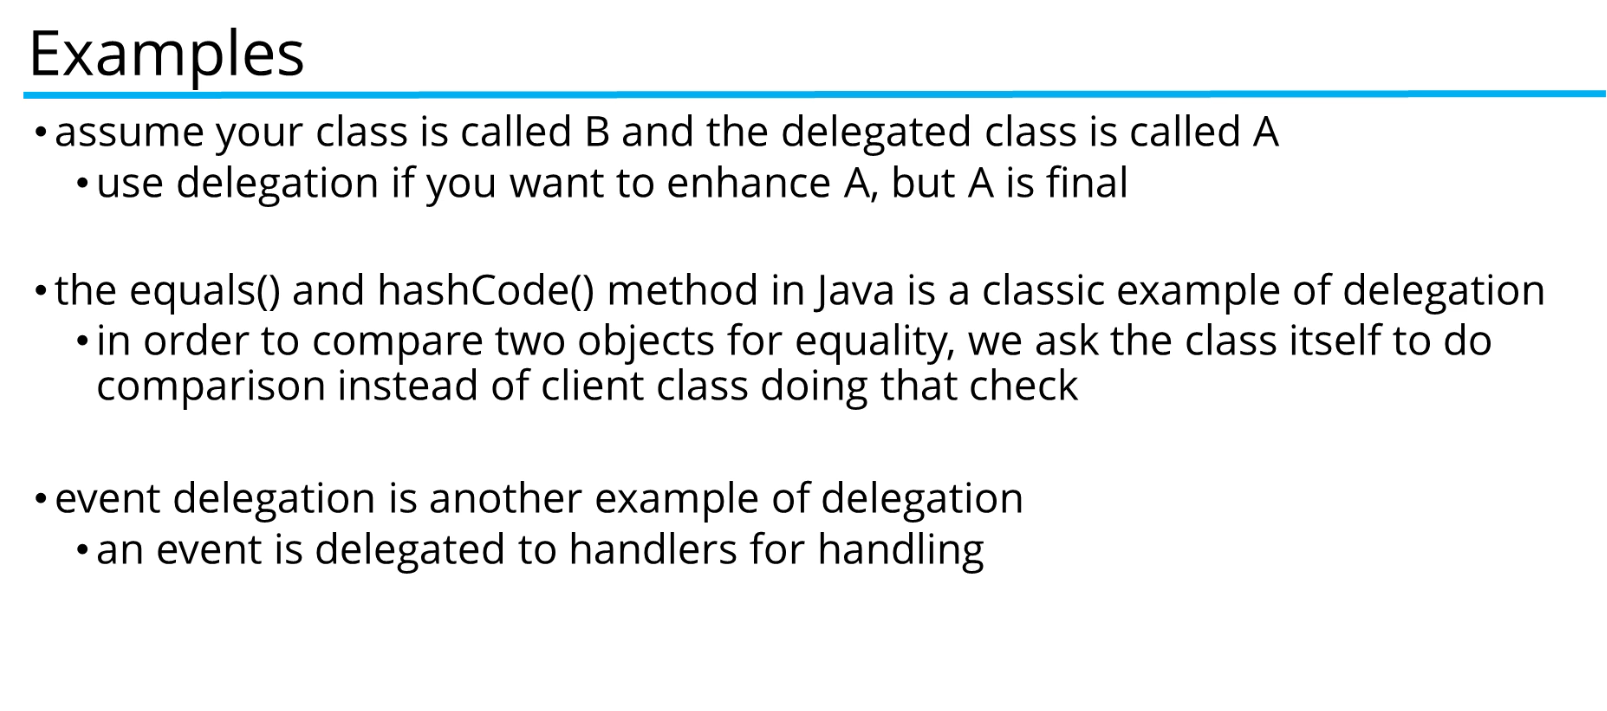 Examples
• assume your class is called B and the delegated class is called A
• use delegation if you want to enhance A, but A is final
• the equals() and hashCode() method in Java is a classic example of delegation
• in order to compare two objects for equality, we ask the class itself to do
comparison instead of client class doing that check
• event delegation is another example of delegation
• an event is delegated to handlers for handling